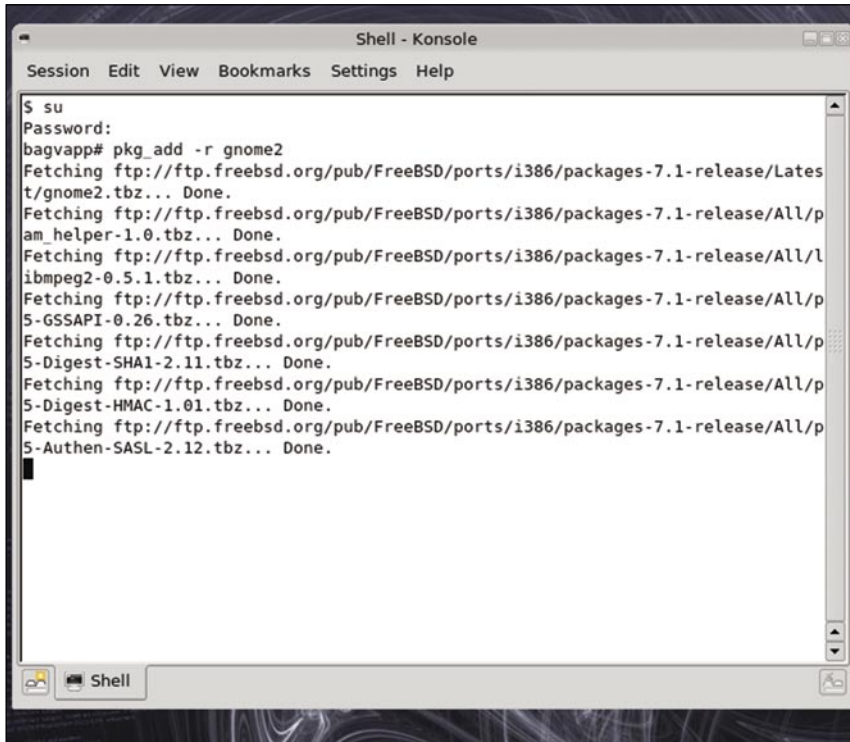 Shell - Konsole
Session Edit View Bookmarks Settings Help
$ su
Password:
bagvapp# pkg_add -r gnome2
Fetching ftp://ftp.freebsd.org/pub/FreeBSD/ports/i386/packages-7.1-release/Lates
t/gnome2.tbz... Done.
Fetching ftp://ftp.freebsd.org/pub/FreeBSD/ports/i386/packages-7.1-release/All/p
am_helper-1.0.tbz... Done.
Fetching ftp://ftp.freebsd.org/pub/FreeBSD/ports/i386/packages-7.1-release/All/l
ibmpeg2-0.5.1.tbz... Done.
Fetching ftp://ftp.freebsd.org/pub/FreeBSD/ports/i386/packages-7.1-release/All/p
5-GSSAPI-0.26.tbz... Done.
Fetching ftp://ftp.freebsd.org/pub/FreeBSD/ports/i386/packages-7.1-release/All/p
5-Digest-SHA1-2.11.tbz... Done.
Fetching ftp://ftp.freebsd.org/pub/FreeBSD/ports/i386/packages-7.1-release/All/p
5-Digest-HMAC-1.01.tbz... Done.
Fetching ftp://ftp.freebsd.org/pub/FreeBSD/ports/i386/packages-7.1-release/All/p
5-Authen-SASL-2.12.tbz... Done.
Shell